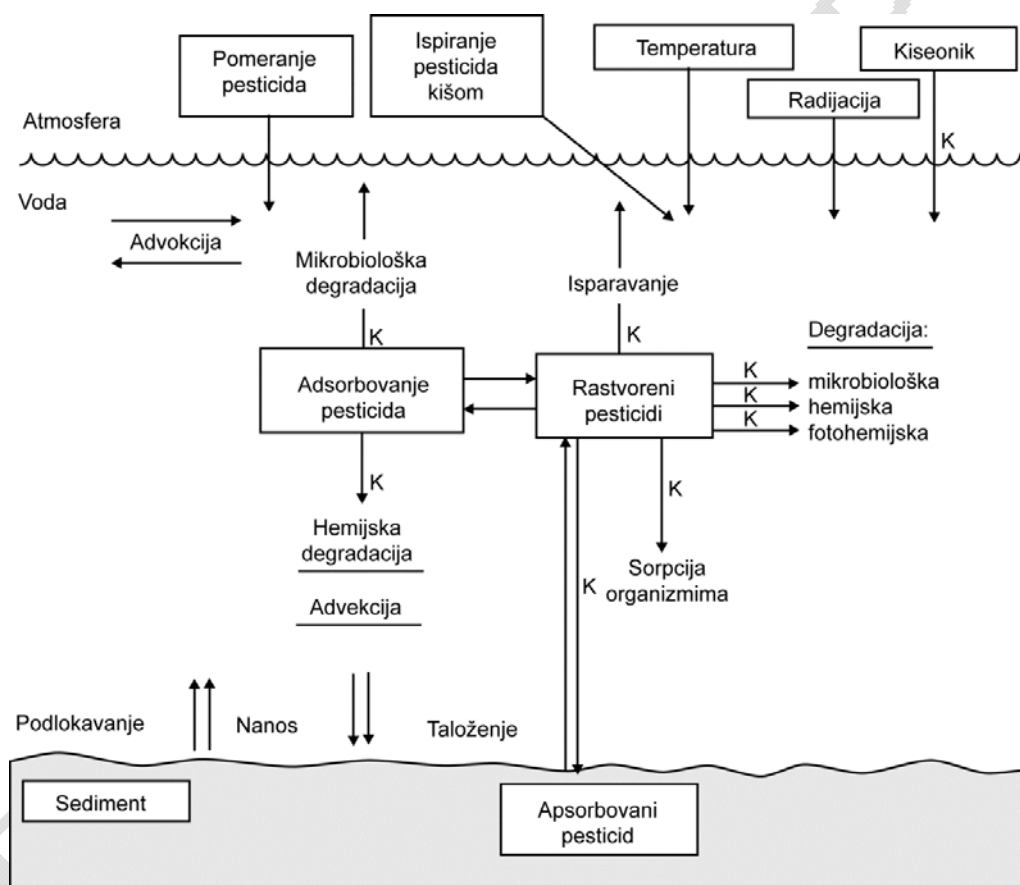 Pomeranje
pesticida
Ispiranje
pesticida
kišom
Temperatura
Kiseonik
Radijacija
Atmosfera
K
Voda
Advokcija
Mikrobiološka
degradacija
K
Isparavanje
K
Degradacija:
Adsorbovanje
pesticida
Rastvoreni
pesticidi
K mikrobiološka
K hemijska
K fotohemijska
K
K
Hemijska
degradacija
Advekcija
K
Sorpcija
organizmima
Podlokavanje
Nanos
Taloženje
Sediment
Apsorbovani
pesticid